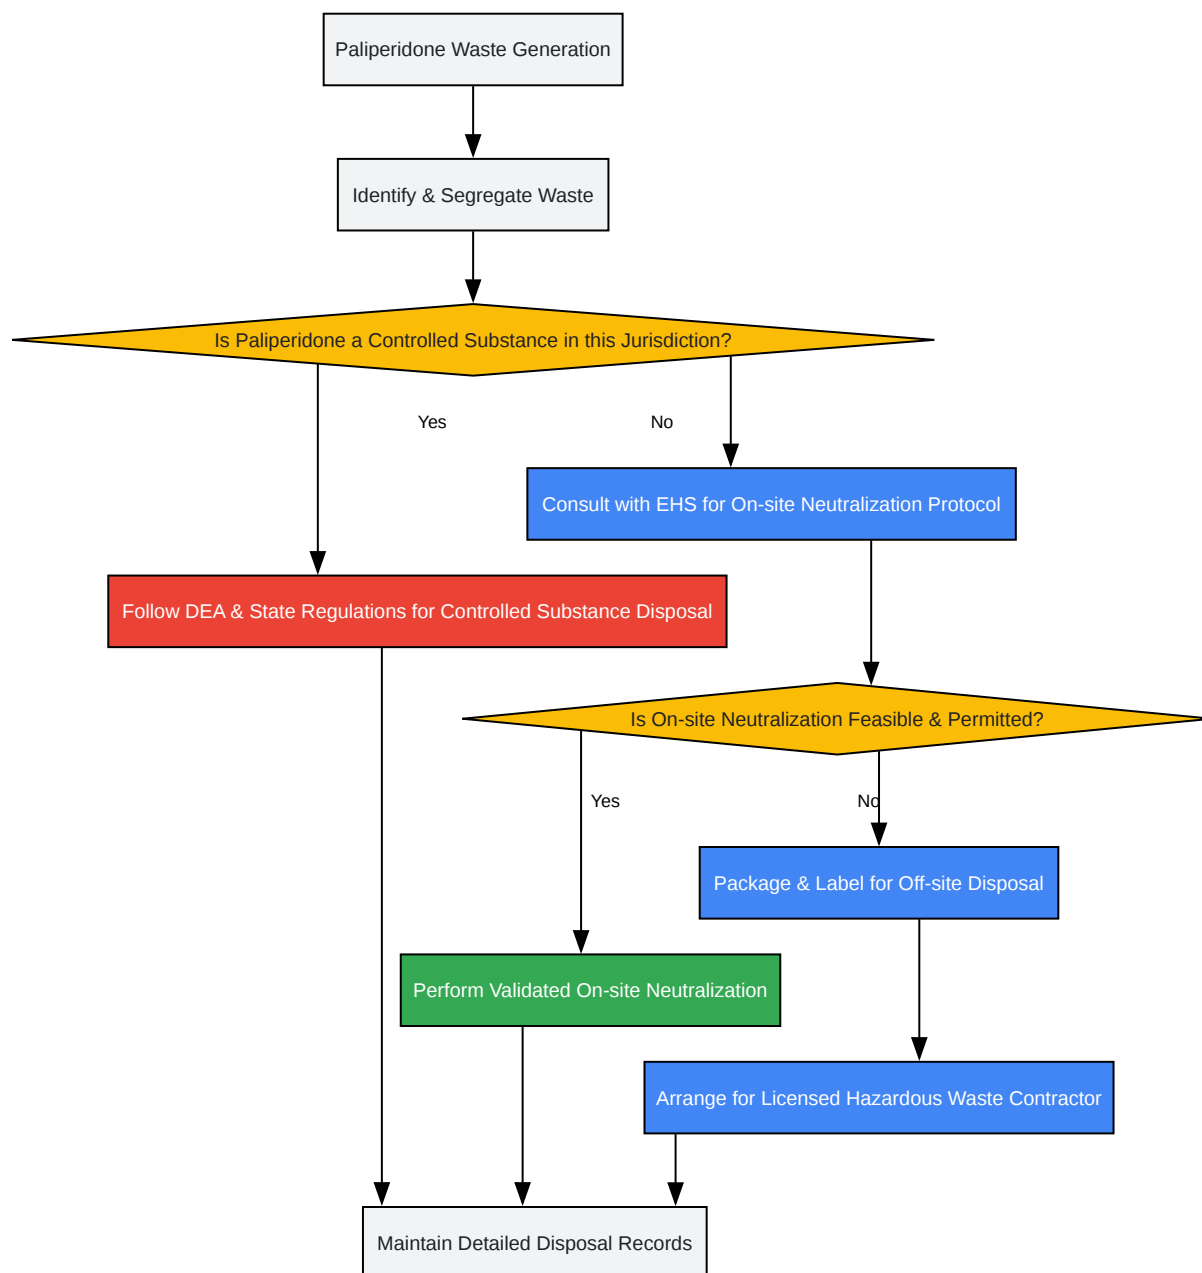 Paliperidone Waste Generation
Identify & Segregate Waste
Is Paliperidone a Controlled Substance in this Jurisdiction?
Yes
No
Consult with EHS for On-site Neutralization Protocol
Follow DEA & State Regulations for Controlled Substance Disposal
Is On-site Neutralization Feasible & Permitted?
Yes
No
Package & Label for Off-site Disposal
Perform Validated On-site Neutralization
Arrange for Licensed Hazardous Waste Contractor
Maintain Detailed Disposal Records